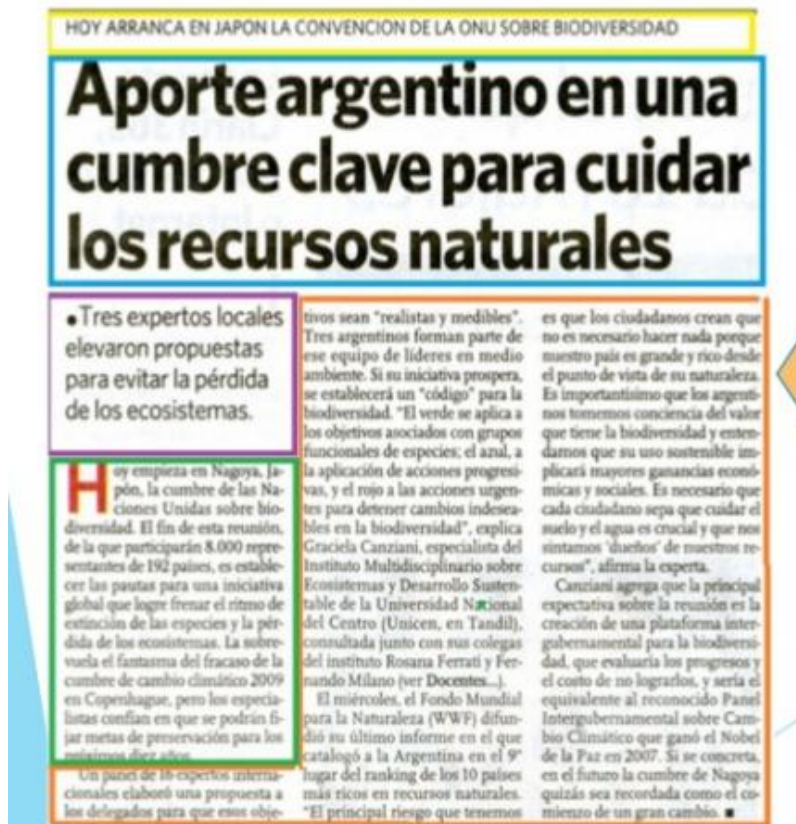 HOY ARRANCA EN JAPON LA CONVENCION DE LA ONU SOBRE BIODIVERSIDAD
Aporte argentino en una
cumbre clave para cuidar
los recursos naturales
• Tres expertos locales
elevaron propuestas
para evitar la pérdida
de los ecosistemas.
Hoy empieza en Nagoya, Ja-
pón, la cumbre de las Na-
ciones Unidas sobre bio-
diversidad. El fin de esta reunión,
de la que participarán 8.000 repre-
sentantes de 192 países, es estable-
cer las pautas para una iniciativa
global que logre frenar el ritmo de
extinción de las especies y la pér-
dida de los ecosistemas. La sobre-
vuela el fantasma del fracaso de la
cumbre de cambio climático 2009
en Copenhague, pero los especia-
listas confían en que se podrán fi-
jar metas de preservación para los
próximos diez años.
Un panel de 16 expertos interna-
cionales elaboró una propuesta a
los delegados para que esos obje-
tivos sean "realistas y medibles".
Tres argentinos forman parte de
ese equipo de líderes en medio
ambiente. Si su iniciativa prospera,
se establecerá un "código" para la
biodiversidad. "El verde se aplica a
los objetivos asociados con grupos
funcionales de especies; el azul, a
la aplicación de acciones progresi-
vas, y el rojo a las acciones urgen-
tes para detener cambios indesea-
bles en la biodiversidad", explica
Graciela Canziani, especialista del
Instituto Multidisciplinario sobre
Ecosistemas y Desarrollo Susten-
table de la Universidad Nacional
del Centro (Unicen, en Tandil),
consultada junto con sus colegas
del instituto Rosana Ferrati y Fer-
nando Milano (ver Docentes...).
El miércoles, el Fondo Mundial
para la Naturaleza (WWF) difun-
dió su último informe en el que
catalogó a la Argentina en el 9°
lugar del ranking de los 10 países
más ricos en recursos naturales.
"El principal riesgo que tenemos
es que los ciudadanos crean que
no es necesario hacer nada porque
nuestro país es grande y rico desde
el punto de vista de su naturaleza.
Es importantísimo que los argenti-
nos tomemos conciencia del valor
que tiene la biodiversidad y enten-
damos que su uso sostenible im-
plicará mayores ganancias econó-
micas y sociales. Es necesario que
cada ciudadano sepa que cuidar el
suelo y el agua es crucial y que nos
sintamos 'dueños' de nuestros re-
cursos", afirma la experta.
Canziani agrega que la principal
expectativa sobre la reunión es la
creación de una plataforma inter-
gubernamental para la biodiversi-
dad, que evaluaría los progresos y
el costo de no lograrlos, y sería el
equivalente al reconocido Panel
Intergubernamental sobre Cam-
bio Climático que ganó el Nobel
de la Paz en 2007. Si se concreta,
en el futuro la cumbre de Nagoya
quizás sea recordada como el co-
mienzo de un gran cambio. ■